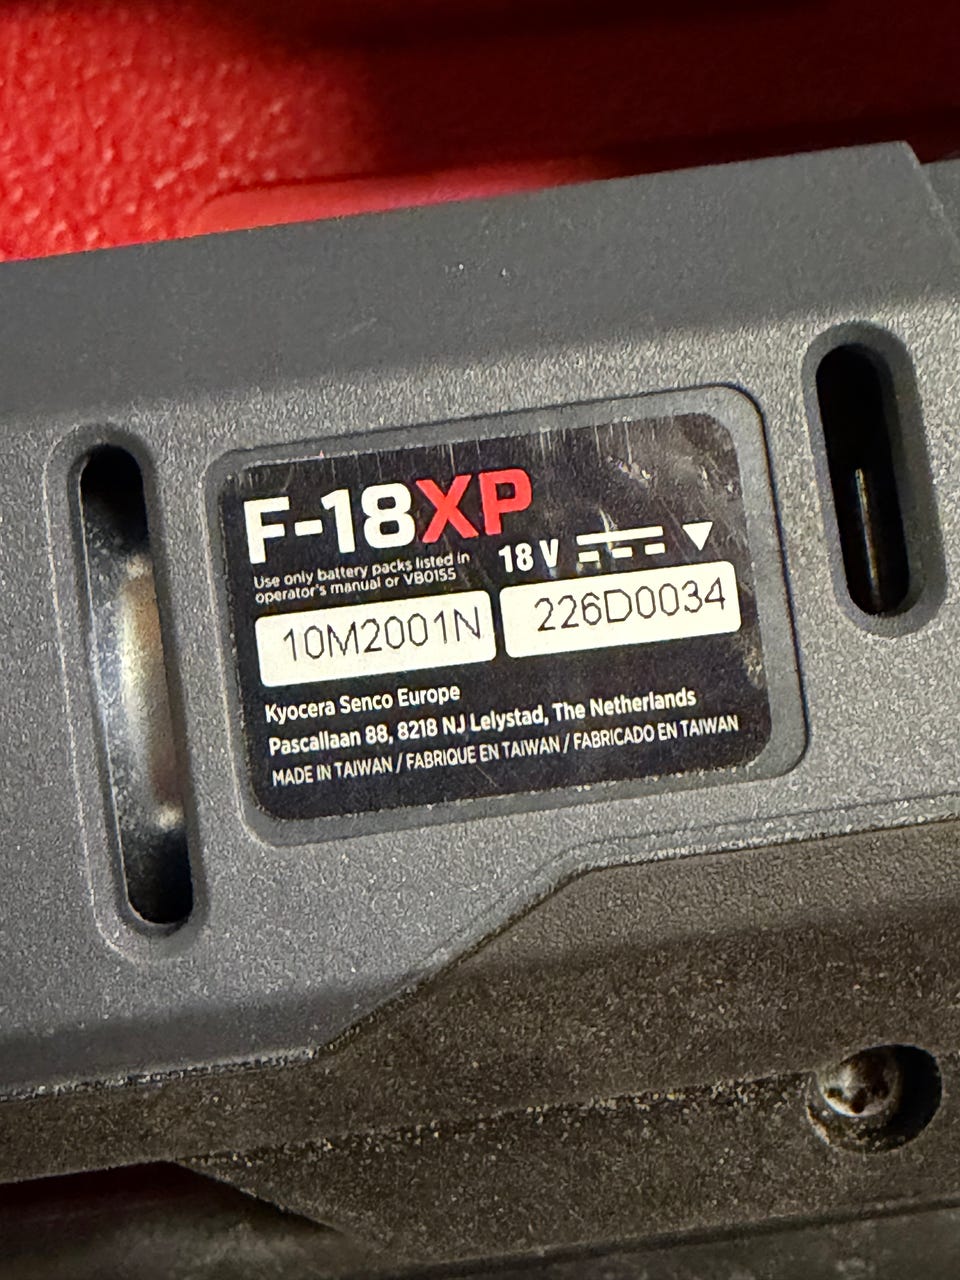 F-18XP
Use only battery packs listed in
operator's manual or VB0155
18 V
10M2001N
226D0034
Kyocera Senco Europe
Pascallaan 88, 8218 NJ Lelystad, The Netherlands
MADE IN TAIWAN / FABRIQUE EN TAIWAN / FABRICADO EN TAIWAN